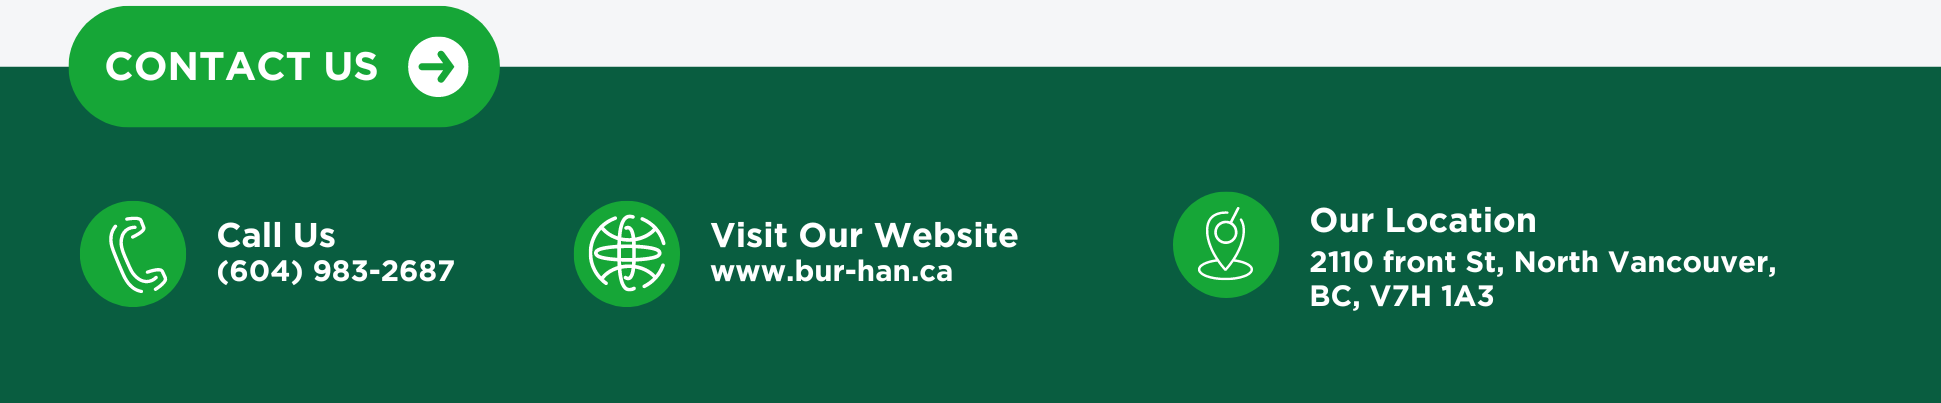 CONTACT US
Call Us
(604) 983-2687
Visit Our Website
www.bur-han.ca
Our Location
2110 front St, North Vancouver,
BC, V7H 1A3